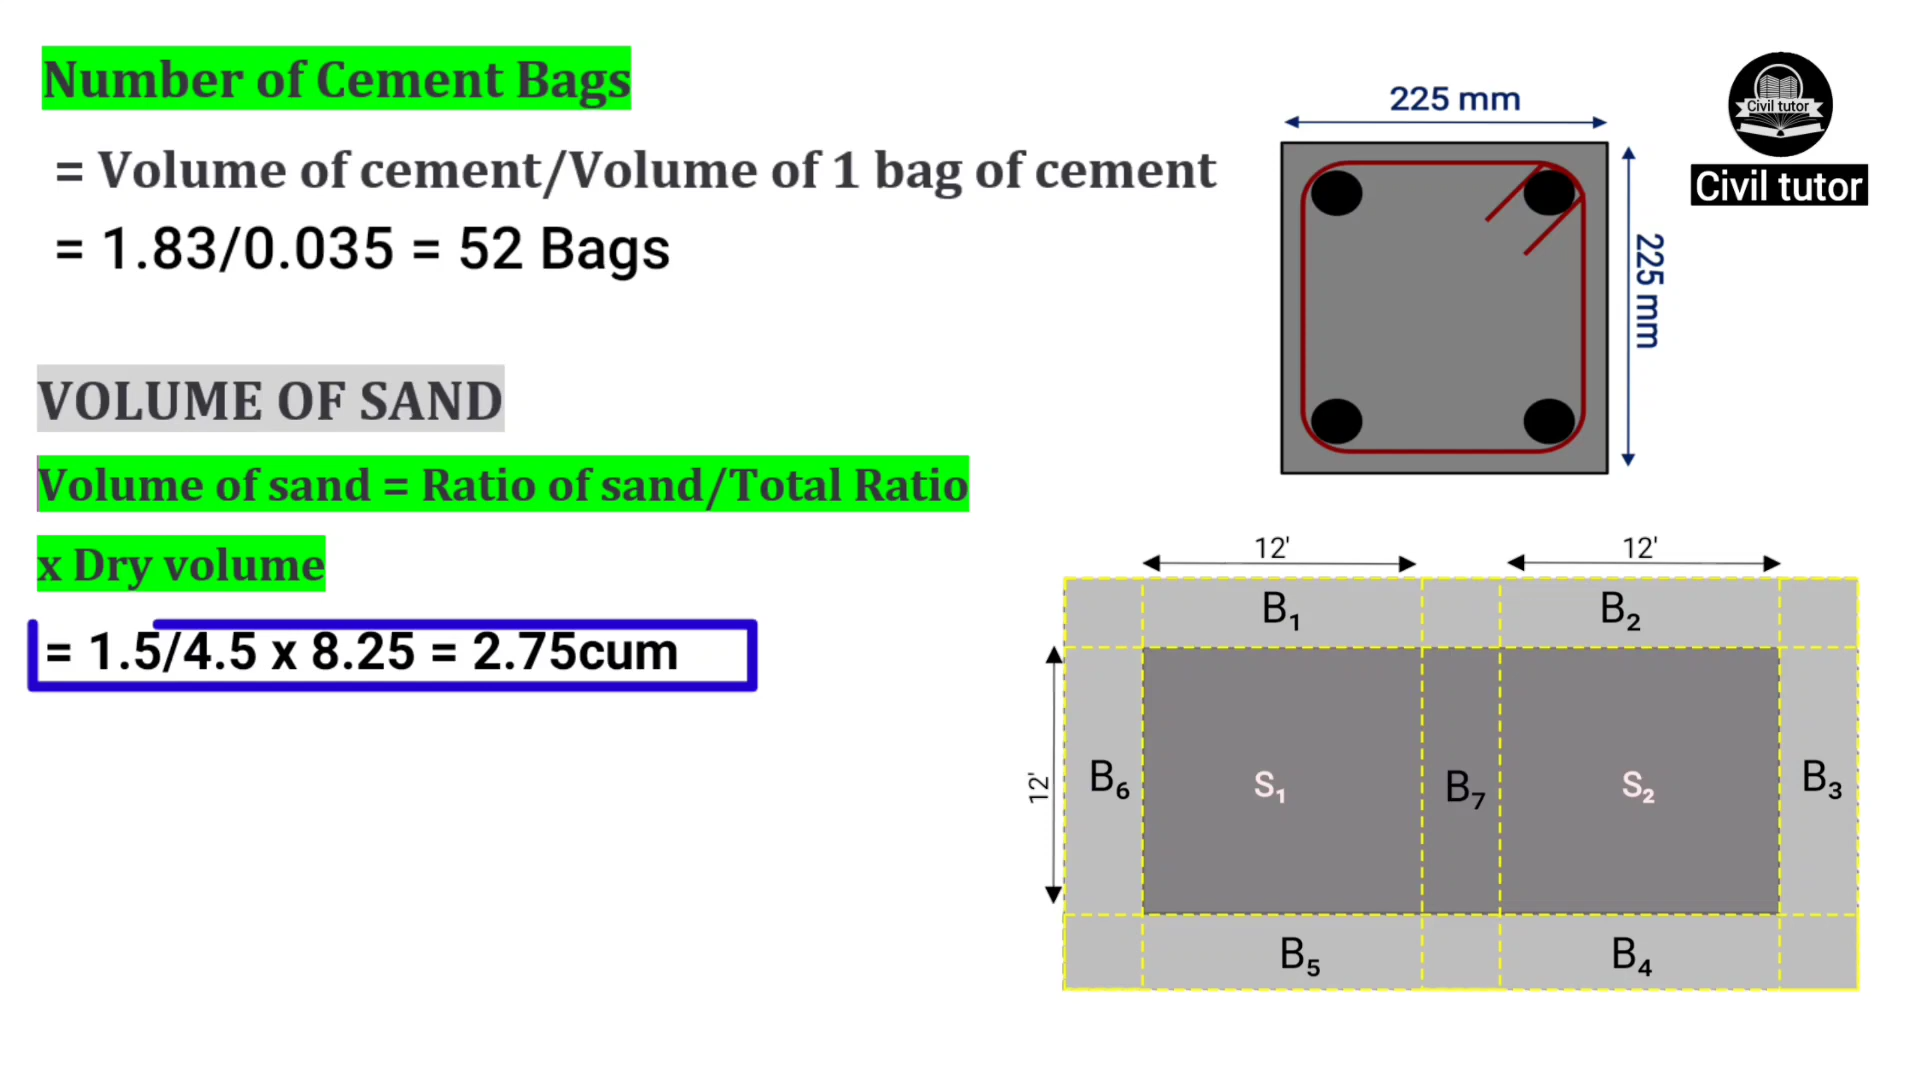 Number of Cement Bags
= Volume of cement/Volume of 1 bag of cement
= 1.83/0.035 = 52 Bags
VOLUME OF SAND
Volume of sand = Ratio of sand/Total Ratio
x Dry volume
= 1.5/4.5 x 8.25 = 2.75cum
225 mm
225 mm
Civil tutor
Civil tutor
12'
12'
B₁
B₂
12'
B₆
S₁
B₇
S₂
B₃
B₅
B₄